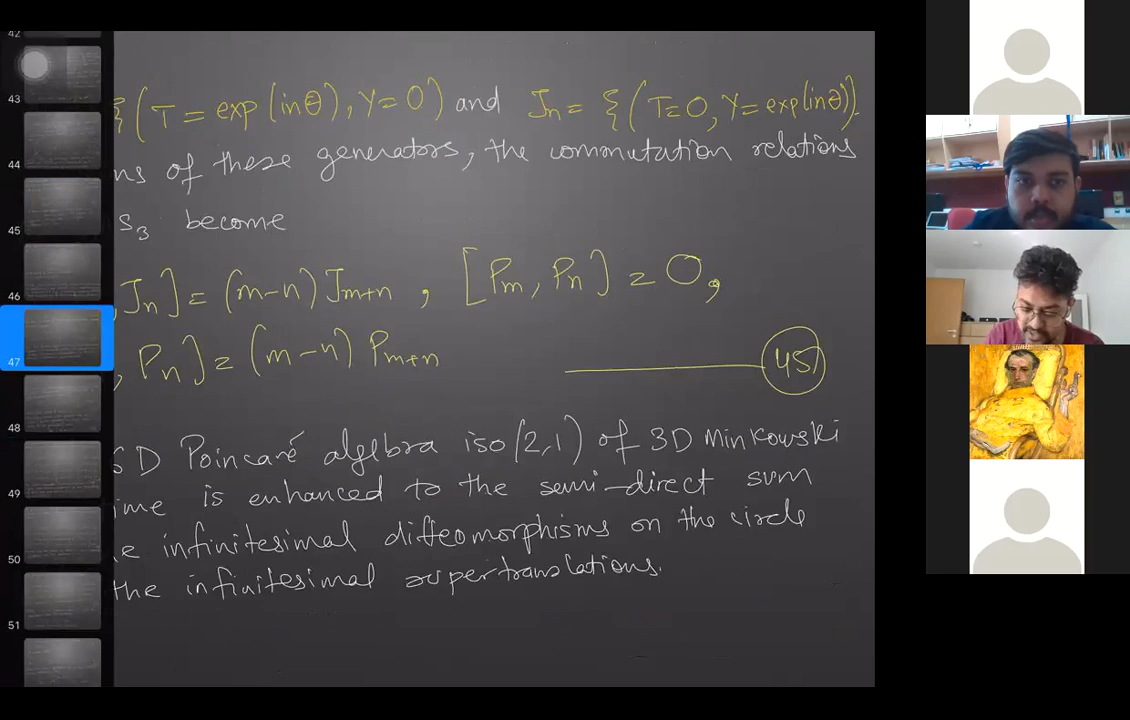 42
43
44
45
46
47
48
49
50
51
{(T = exp(inθ), Y=0) and Jn = {(T=0, Y=exp(inθ)).
ns of these generators, the commutation relations
s3 become
, Jn] = (m-n) Jm+n , [Pm, Pn] = 0,
, Pn] = (m-n) Pm+n 45
6D Poincaré algebra iso(2,1) of 3D Minkowski
ime is enhanced to the semi-direct sum
e infinitesimal diffeomorphisms on the circle
the infinitesimal supertranslations.